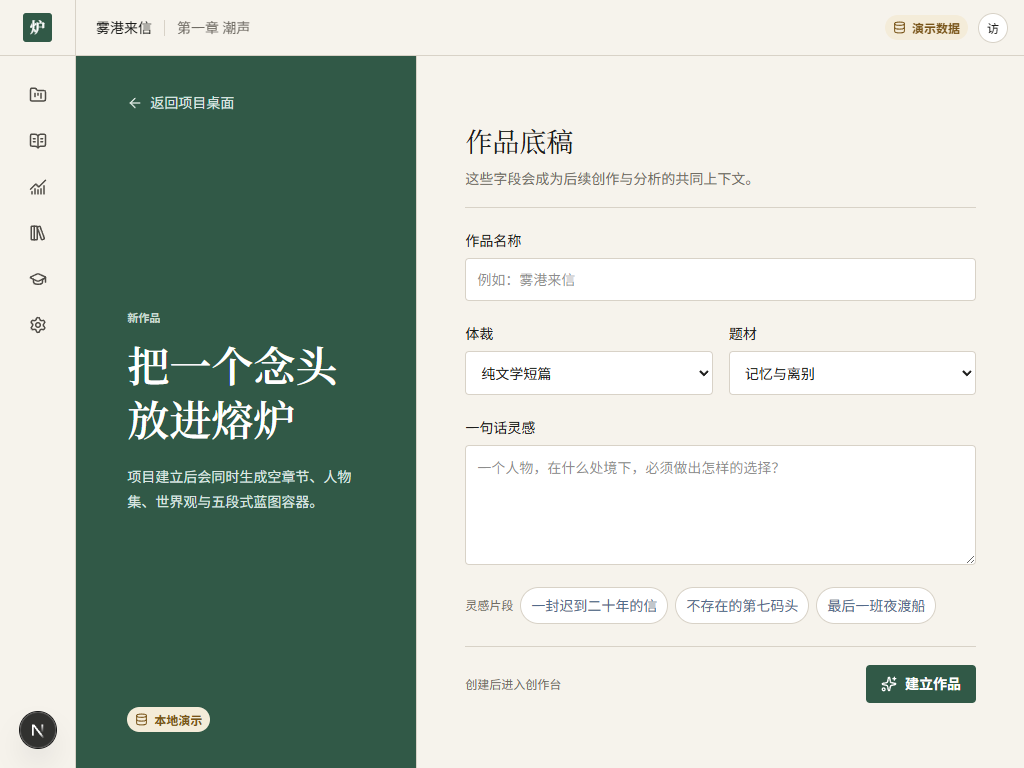 炉
雾港来信
第一章 潮声
演示数据
访
返回项目桌面
新作品
把一个念头
放进熔炉
项目建立后会同时生成空章节、人物
集、世界观与五段式蓝图容器。
本地演示
N
作品底稿
这些字段会成为后续创作与分析的共同上下文。
作品名称
例如：雾港来信
体裁
题材
纯文学短篇
记忆与离别
一句话灵感
一个人物，在什么处境下，必须做出怎样的选择？
灵感片段
一封迟到二十年的信
不存在的第七码头
最后一班夜渡船
创建后进入创作台
建立作品